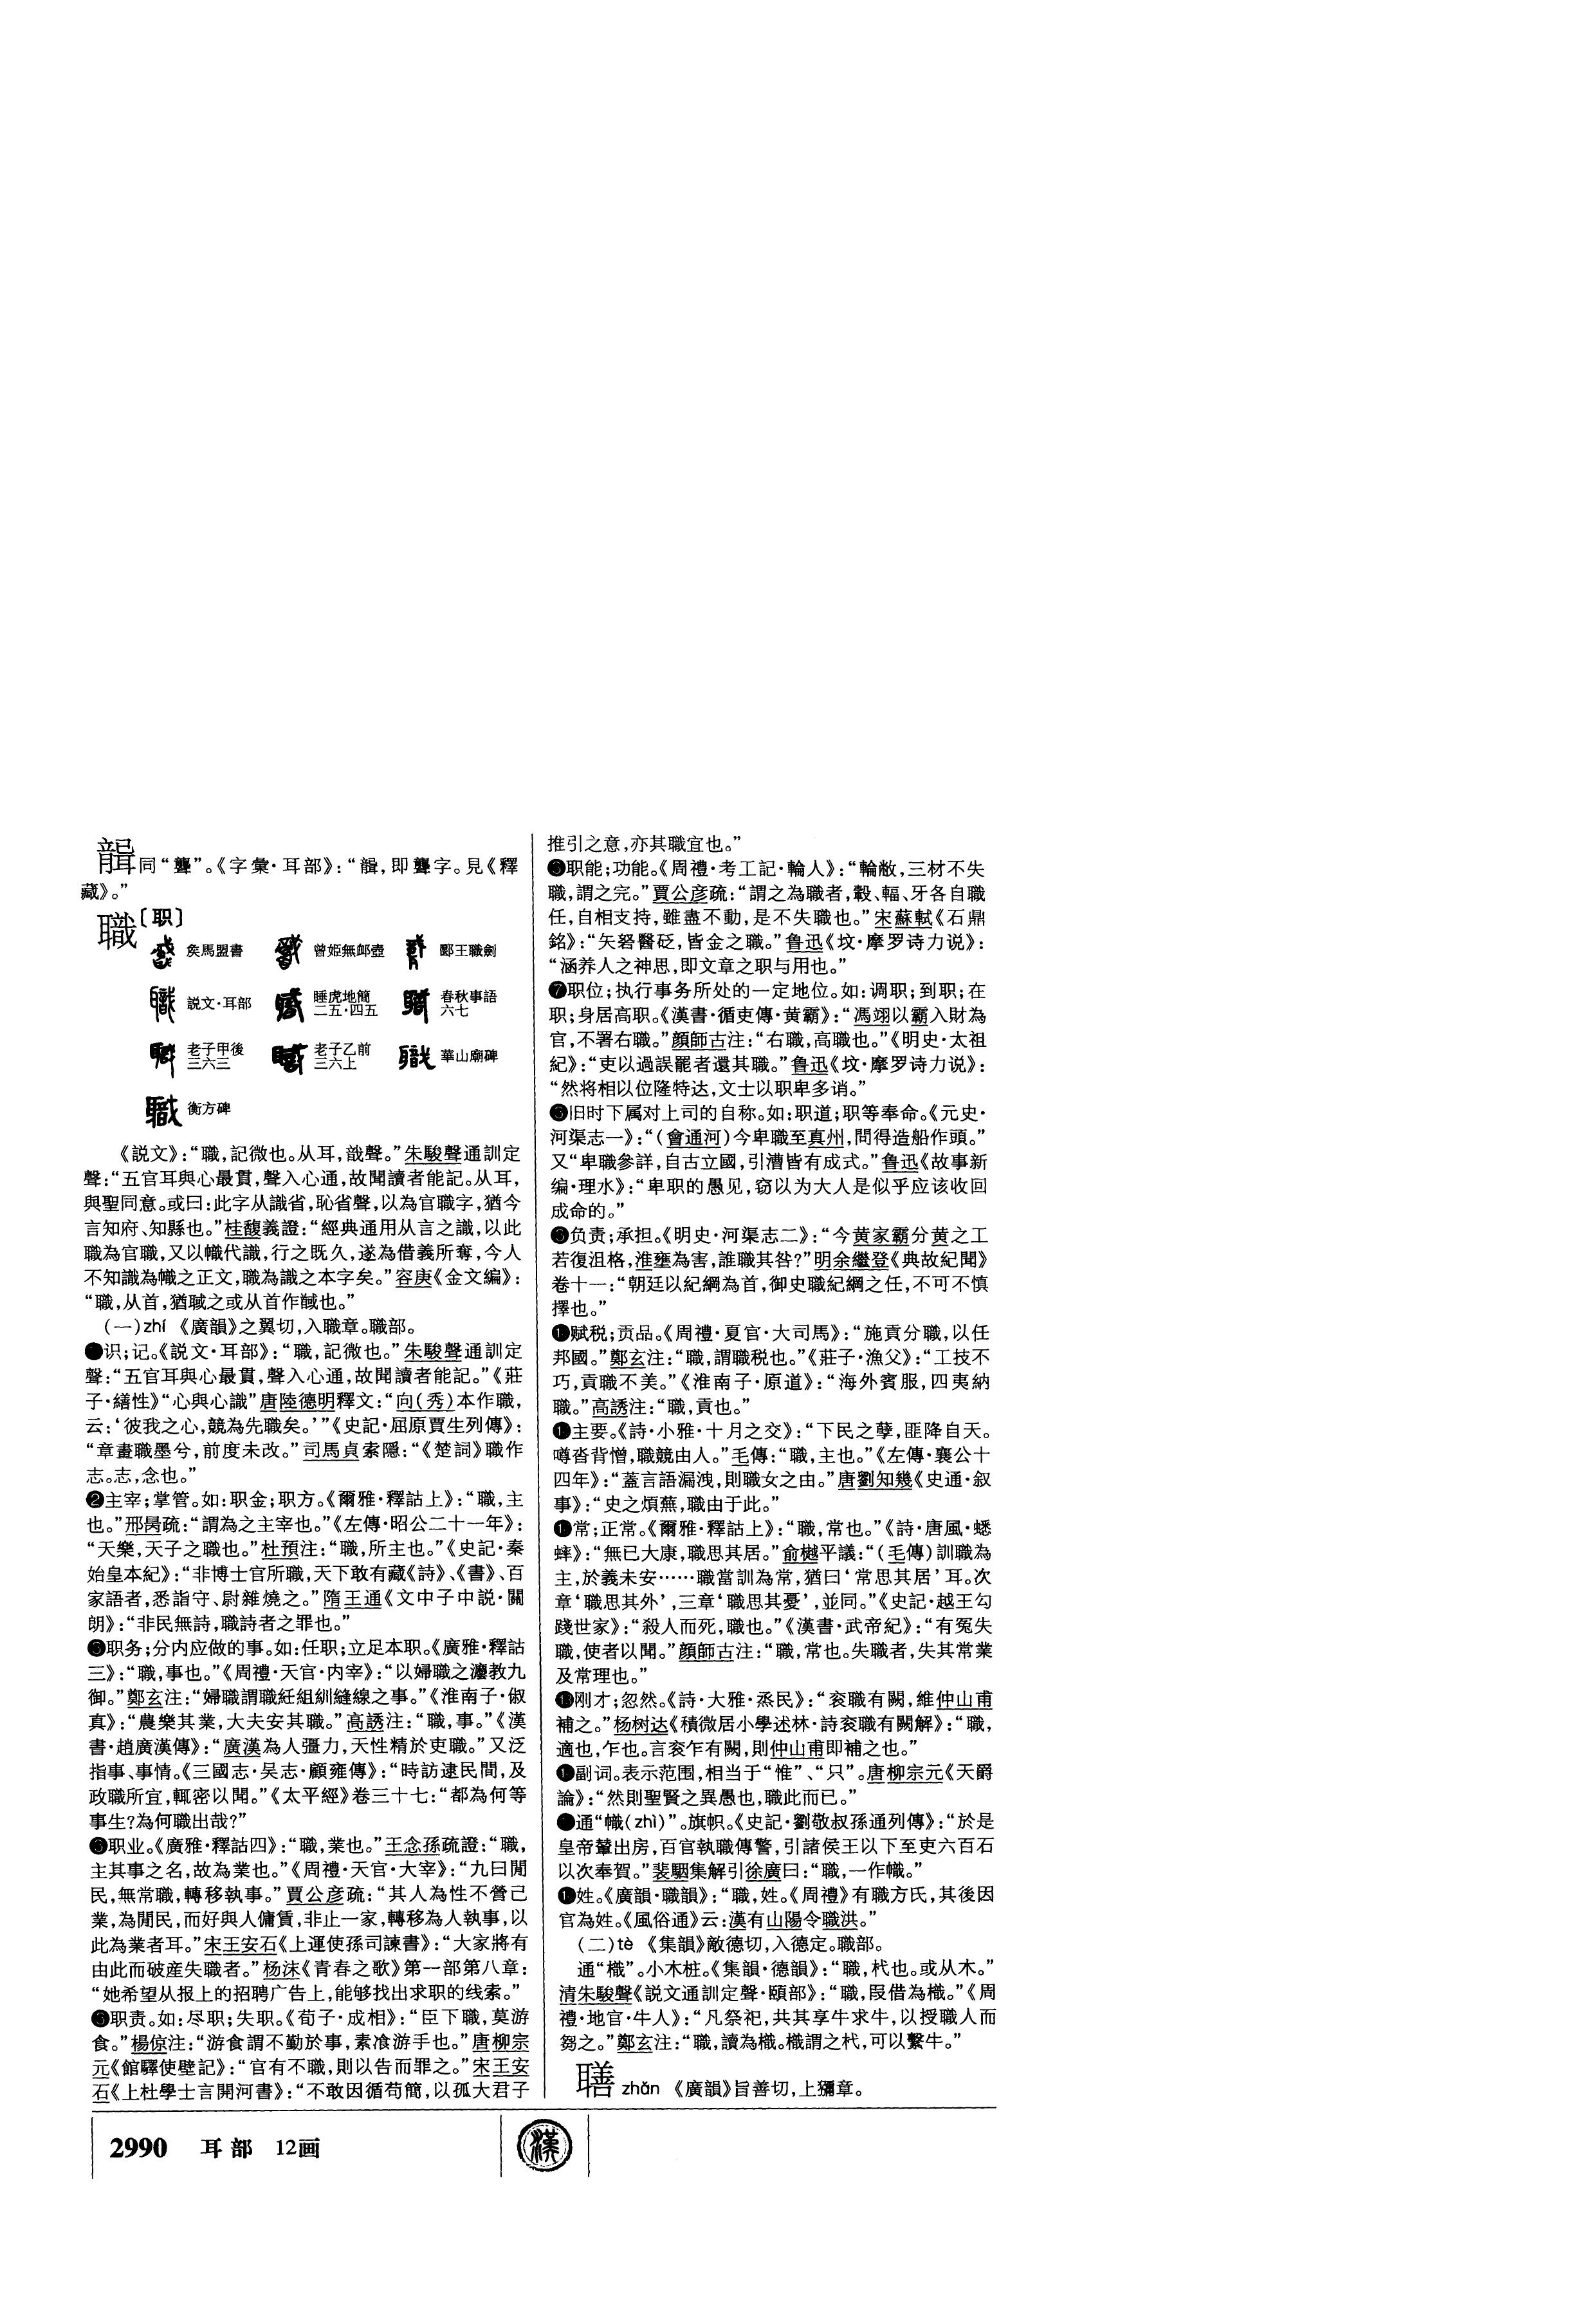 同“聾”。《字彙·耳部》:“䪰,即聾字。見《釋
藏》。”
職〔职〕
矦馬盟書 曾姬無卹壺 郾王職劍
説文·耳部 睡虎地簡二五·四五 春秋事語六七
老子甲後三六三 老子乙前三六上 華山廟碑
衡方碑
《説文》:“職,記微也。从耳,戠聲。”朱駿聲通訓定
聲:“五官耳與心最貫,聲入心通,故聞讀者能記。从耳,
與聖同意。或曰:此字从識省,恥省聲,以為官職字,猶今
言知府、知縣也。”桂馥義證:“經典通用从言之識,以此
職為官職,又以幟代識,行之既久,遂為借義所奪,今人
不知識為幟之正文,職為識之本字矣。”容庚《金文編》:
“職,从首,猶聝之或从首作馘也。”
(一)zhí 《廣韻》之翼切,入職章。職部。
識;记。《説文·耳部》:“職,記微也。”朱駿聲通訓定
聲:“五官耳與心最貫,聲入心通,故聞讀者能記。”《莊
子·繕性》“心與心識”唐陸德明釋文:“向(秀)本作職,
云:‘彼我之心,競為先職矣。’”《史記·屈原賈生列傳》:
“章畫職墨兮,前度未改。”司馬貞索隱:“《楚詞》職作
志。志,念也。”
❷主宰;掌管。如:职金;职方。《爾雅·釋詁上》:“職,主
也。”邢昺疏:“謂為之主宰也。”《左傳·昭公二十一年》:
“天樂,天子之職也。”杜預注:“職,所主也。”《史記·秦
始皇本紀》:“非博士官所職,天下敢有藏《詩》、《書》、百
家語者,悉詣守、尉雜燒之。”隋王通《文中子中説·關
朗》:“非民無詩,職詩者之罪也。”
❸职务;分内应做的事。如:任职;立足本职。《廣雅·釋詁
三》:“職,事也。”《周禮·天官·内宰》:“以婦職之灋教九
御。”鄭玄注:“婦職謂職紝組紃縫線之事。”《淮南子·俶
真》:“農樂其業,大夫安其職。”高誘注:“職,事。”《漢
書·趙廣漢傳》:“廣漢為人彊力,天性精於吏職。”又泛
指事、事情。《三國志·吴志·顧雍傳》:“時訪逮民間,及
政職所宜,輒密以聞。”《太平經》卷三十七:“都為何等
事生?為何職出哉?”
职业。《廣雅·釋詁四》:“職,業也。”王念孫疏證:“職,
主其事之名,故為業也。”《周禮·天官·大宰》:“九曰閒
民,無常職,轉移執事。”賈公彦疏:“其人為性不營己
業,為閒民,而好與人傭賃,非止一家,轉移為人執事,以
此為業者耳。”宋王安石《上運使孫司諫書》:“大家將有
由此而破産失職者。”杨沫《青春之歌》第一部第八章:
“她希望从报上的招聘广告上,能够找出求职的线索。”
职责。如:尽职;失职。《荀子·成相》:“臣下職,莫游
食。”楊倞注:“游食謂不勤於事,素飡游手也。”唐柳宗
元《館驛使壁記》:“官有不職,則以告而罪之。”宋王安
石《上杜學士言開河書》:“不敢因循苟簡,以孤大君子
推引之意,亦其職宜也。”
职能;功能。《周禮·考工記·輪人》:“輪敝,三材不失
職,謂之完。”賈公彦疏:“謂之為職者,轂、輻、牙各自職
任,自相支持,雖盡不動,是不失職也。”宋蘇軾《石鼎
銘》:“矢砮醫砭,皆金之職。”鲁迅《坟·摩罗诗力说》:
“涵养人之神思,即文章之职与用也。”
❼职位;执行事务所处的一定地位。如:调职;到职;在
职;身居高职。《漢書·循吏傳·黄霸》:“馮翊以霸入財為
官,不署右職。”顔師古注:“右職,高職也。”《明史·太祖
紀》:“吏以過誤罷者還其職。”鲁迅《坟·摩罗诗力说》:
“然将相以位隆特达,文士以职卑多诮。”
旧时下属对上司的自称。如:职道;职等奉命。《元史·
河渠志一》:“(會通河)今卑職至真州,問得造船作頭。”
又“卑職參詳,自古立國,引漕皆有成式。”鲁迅《故事新
编·理水》:“卑职的愚见,窃以为大人是似乎应该收回
成命的。”
负责;承担。《明史·河渠志二》:“今黄家霸分黄之工
若復沮格,淮壅為害,誰職其咎?”明余繼登《典故紀聞》
卷十一:“朝廷以紀綱為首,御史職紀綱之任,不可不慎
擇也。”
赋税;贡品。《周禮·夏官·大司馬》:“施貢分職,以任
邦國。”鄭玄注:“職,謂職税也。”《莊子·漁父》:“工技不
巧,貢職不美。”《淮南子·原道》:“海外賓服,四夷納
職。”高誘注:“職,貢也。”
主要。《詩·小雅·十月之交》:“下民之孽,匪降自天。
噂沓背憎,職競由人。”毛傳:“職,主也。”《左傳·襄公十
四年》:“蓋言語漏洩,則職女之由。”唐劉知幾《史通·叙
事》:“史之煩蕪,職由于此。”
常;正常。《爾雅·釋詁上》:“職,常也。”《詩·唐風·蟋
蟀》:“無已大康,職思其居。”俞樾平議:“(毛傳)訓職為
主,於義未安……職當訓為常,猶曰‘常思其居’耳。次
章‘職思其外’,三章‘職思其憂’,並同。”《史記·越王勾
踐世家》:“殺人而死,職也。”《漢書·武帝紀》:“有冤失
職,使者以聞。”顔師古注:“職,常也。失職者,失其常業
及常理也。”
刚才;忽然。《詩·大雅·烝民》:“衮職有闕,維仲山甫
補之。”杨树达《積微居小學述林·詩衮職有闕解》:“職,
適也,乍也。言衮乍有闕,則仲山甫即補之也。”
副词。表示范围,相当于“惟”、“只”。唐柳宗元《天爵
論》:“然則聖賢之異愚也,職此而已。”
通“幟(zhì)”。旗帜。《史記·劉敬叔孫通列傳》:“於是
皇帝輦出房,百官執職傳警,引諸侯王以下至吏六百石
以次奉賀。”裴駰集解引徐廣曰:“職,一作幟。”
姓。《廣韻·職韻》:“職,姓。《周禮》有職方氏,其後因
官為姓。《風俗通》云:漢有山陽令職洪。”
(二)tè 《集韻》敵德切,入德定。職部。
通“樴”。小木桩。《集韻·德韻》:“職,杙也。或从木。”
清朱駿聲《説文通訓定聲·頤部》:“職,叚借為樴。”《周
禮·地官·牛人》:“凡祭祀,共其享牛求牛,以授職人而
芻之。”鄭玄注:“職,讀為樴。樴謂之杙,可以繫牛。”
zhǎn 《廣韻》旨善切,上獮章。
2990 耳部 12画
漢